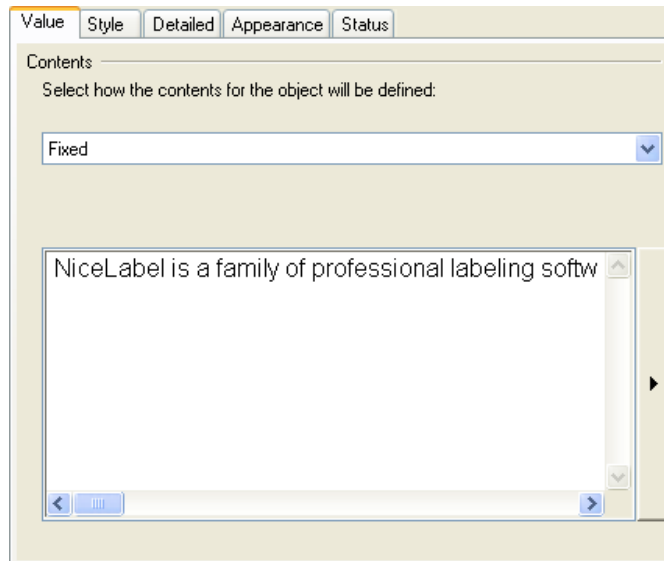 Value Style Detailed Appearance Status
Contents
Select how the contents for the object will be defined:
Fixed
NiceLabel is a family of professional labeling softw